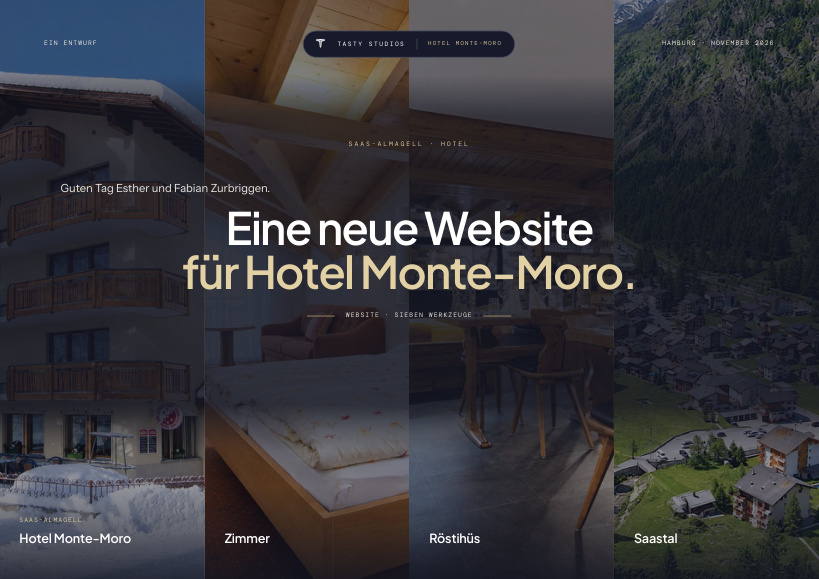 EIN ENTWURF
TASTY STUDIOS | HOTEL MONTE-MORO
HAMBURG · NOVEMBER 2026
SAAS-ALMAGELL · HOTEL
Guten Tag Esther und Fabian Zurbriggen.
Eine neue Website
für Hotel Monte-Moro.
WEBSITE · SIEBEN WERKZEUGE
SAAS-ALMAGELL
Hotel Monte-Moro
Zimmer
Röstihüs
Saastal